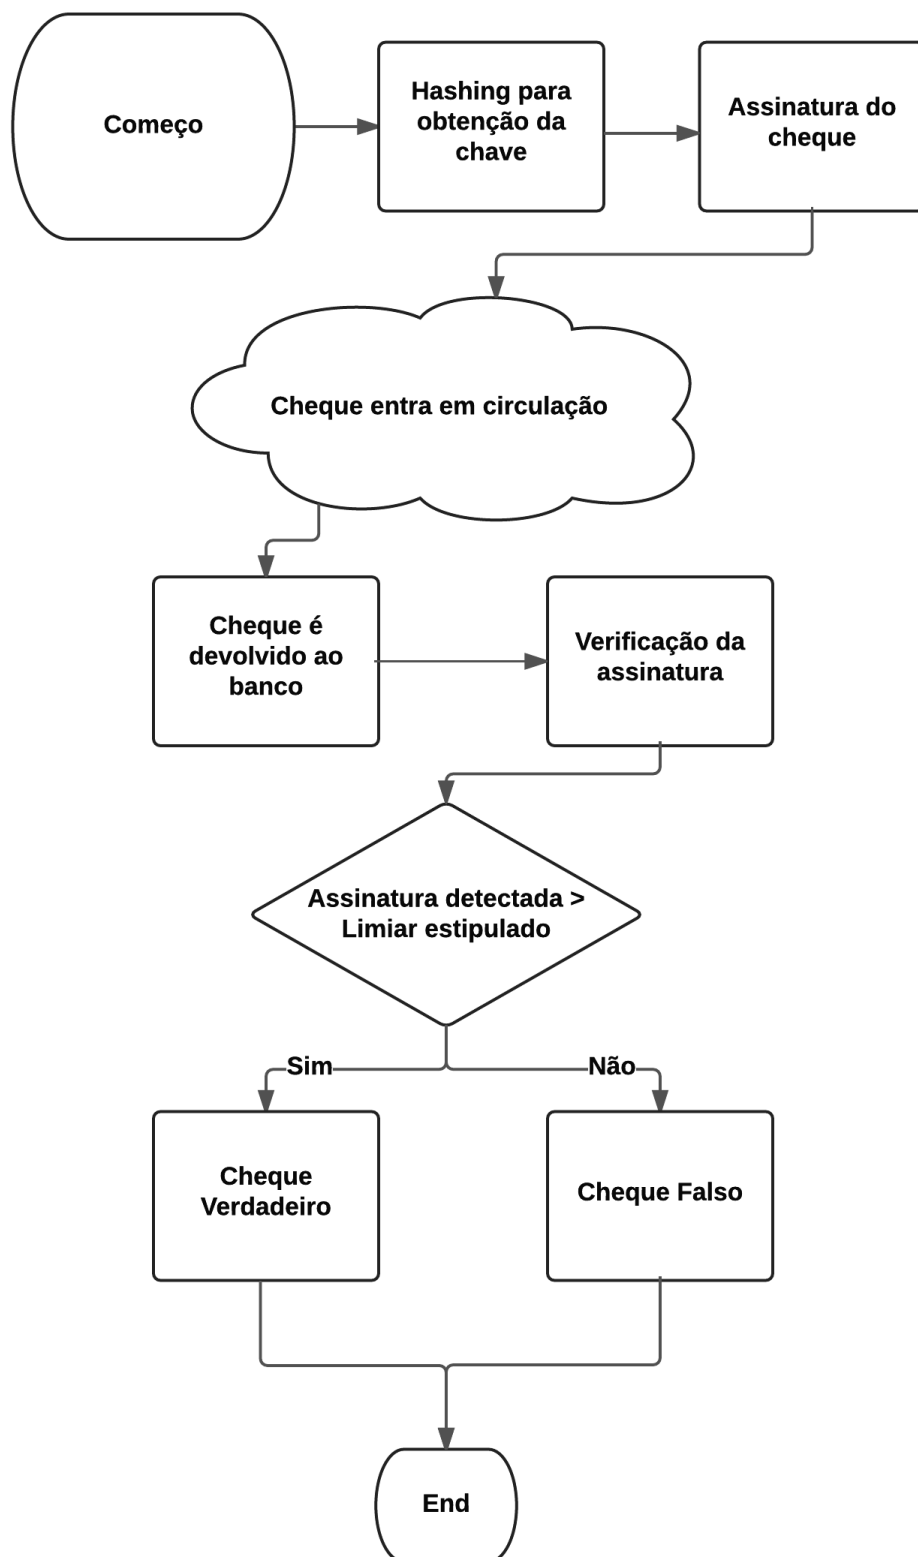 Começo
Hashing para
obtenção da
chave
Assinatura do
cheque
Cheque entra em circulação
Cheque é
devolvido ao
banco
Verificação da
assinatura
Assinatura detectada >
Limiar estipulado
Sim
Não
Cheque
Verdadeiro
Cheque Falso
End